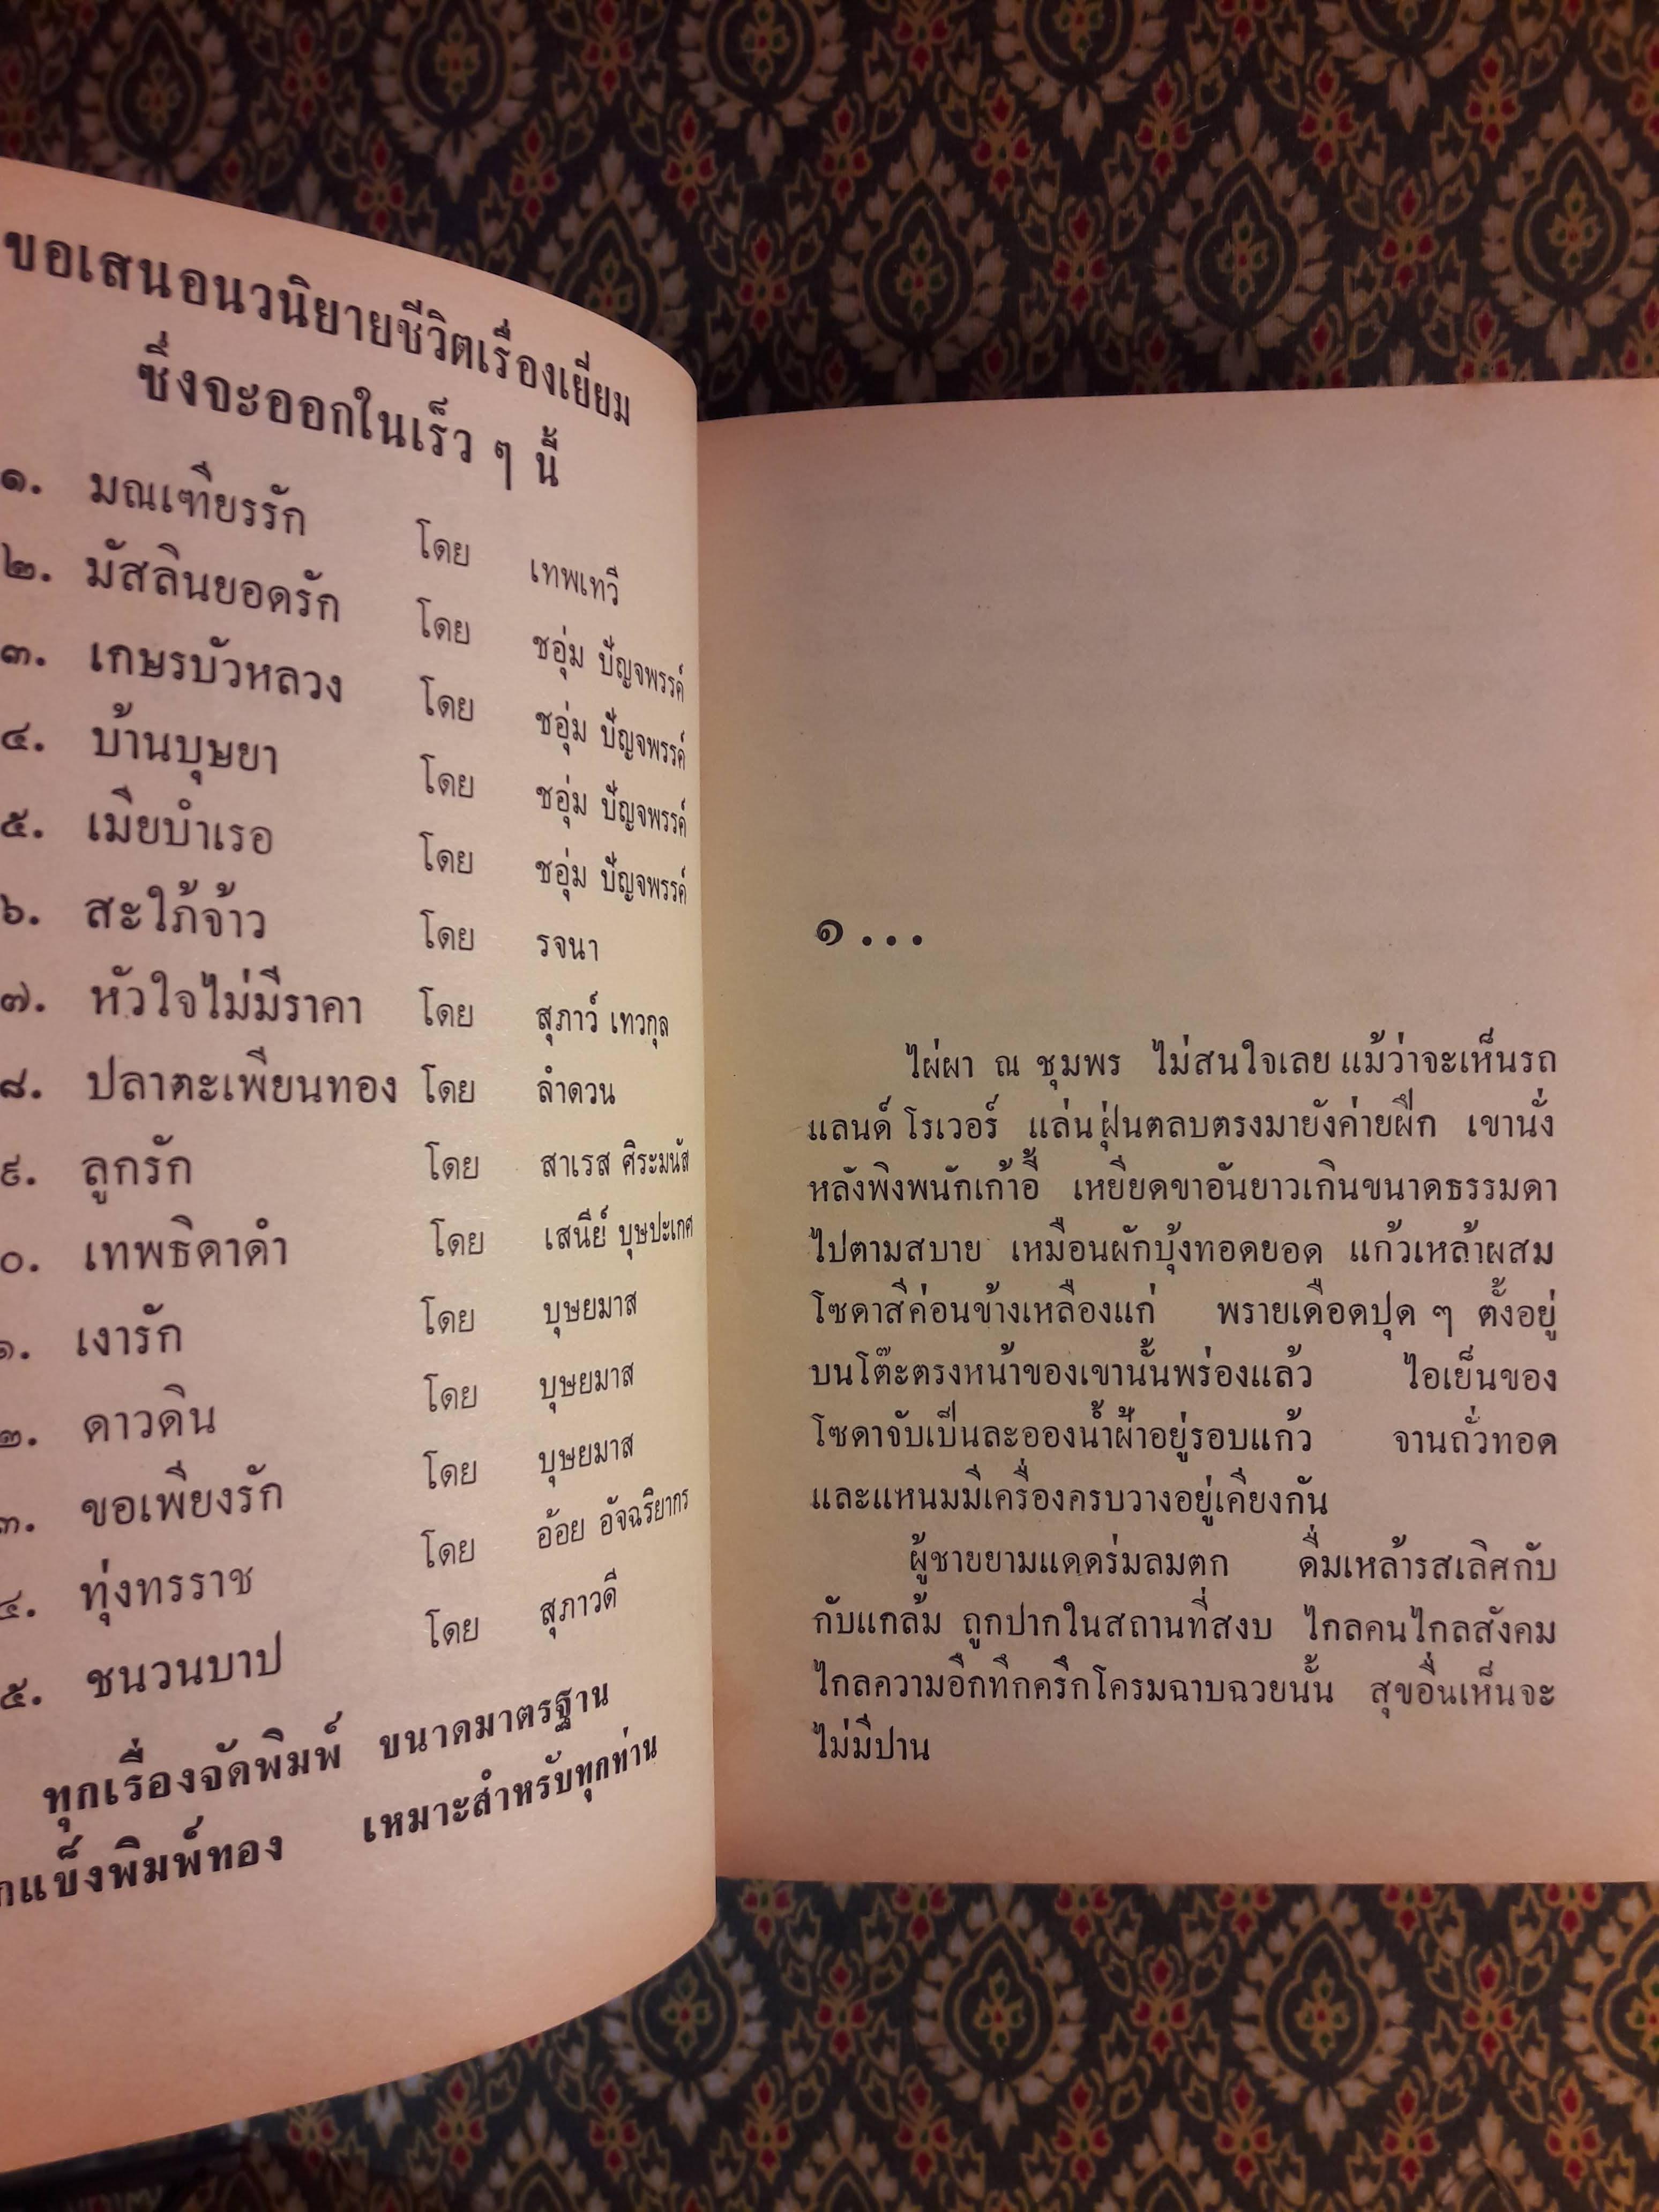 ขอเสนอนวนิยายชีวิตเรื่องเยี่ยม
ซึ่งจะออกในเร็ว ๆ นี้
๑. มณเฑียรรัก โดย เทพเทวี
๒. มัสลินยอดรัก โดย ชอุ่ม ปัญจพรรค์
๓. เกษรบัวหลวง โดย ชอุ่ม ปัญจพรรค์
๔. บ้านบุษยา โดย ชอุ่ม ปัญจพรรค์
๕. เมียบำเรอ โดย ชอุ่ม ปัญจพรรค์
๖. สะใภ้จ้าว โดย รจนา
๗. หัวใจไม่มีราคา โดย สุภาว์ เทวกุล
๘. ปลาตะเพียนทอง โดย ลำดวน
๙. ลูกรัก โดย สาเรส ศิระมนัส
๐. เทพธิดาดำ โดย เสนีย์ บุษปะเกศ
๑. เงารัก โดย บุษยมาส
๒. ดาวดิน โดย บุษยมาส
๓. ขอเพียงรัก โดย บุษยมาส
๔. ทุ่งทรราช โดย อ้อย อัจฉริยากร
๕. ชนวนบาป โดย สุภาวดี
ทุกเรื่องจัดพิมพ์ ขนาดมาตรฐาน
กแข็งพิมพ์ทอง เหมาะสำหรับทุกท่าน
๑...
ไผ่ผา ณ ชุมพร ไม่สนใจเลย แม้ว่าจะเห็นรถ
แลนด์ โรเวอร์ แล่นฝุ่นตลบตรงมายังค่ายฝึก เขานั่ง
หลังพิงพนักเก้าอี้ เหยียดขาอันยาวเกินขนาดธรรมดา
ไปตามสบาย เหมือนผักบุ้งทอดยอด แก้วเหล้าผสม
โซดาสีค่อนข้างเหลืองแก่ พรายเดือดปุด ๆ ตั้งอยู่
บนโต๊ะตรงหน้าของเขานั้นพร่องแล้ว ไอเย็นของ
โซดาจับเป็นละอองน้ำฝ้าอยู่รอบแก้ว จานถั่วทอด
และแหนมมีเครื่องครบวางอยู่เคียงกัน
ผู้ชายยามแดดร่มลมตก ดื่มเหล้ารสเลิศกับ
กับแกล้ม ถูกปากในสถานที่สงบ ไกลคนไกลสังคม
ไกลความอึกทึกครึกโครมฉาบฉวยนั้น สุขอื่นเห็นจะ
ไม่มีปาน